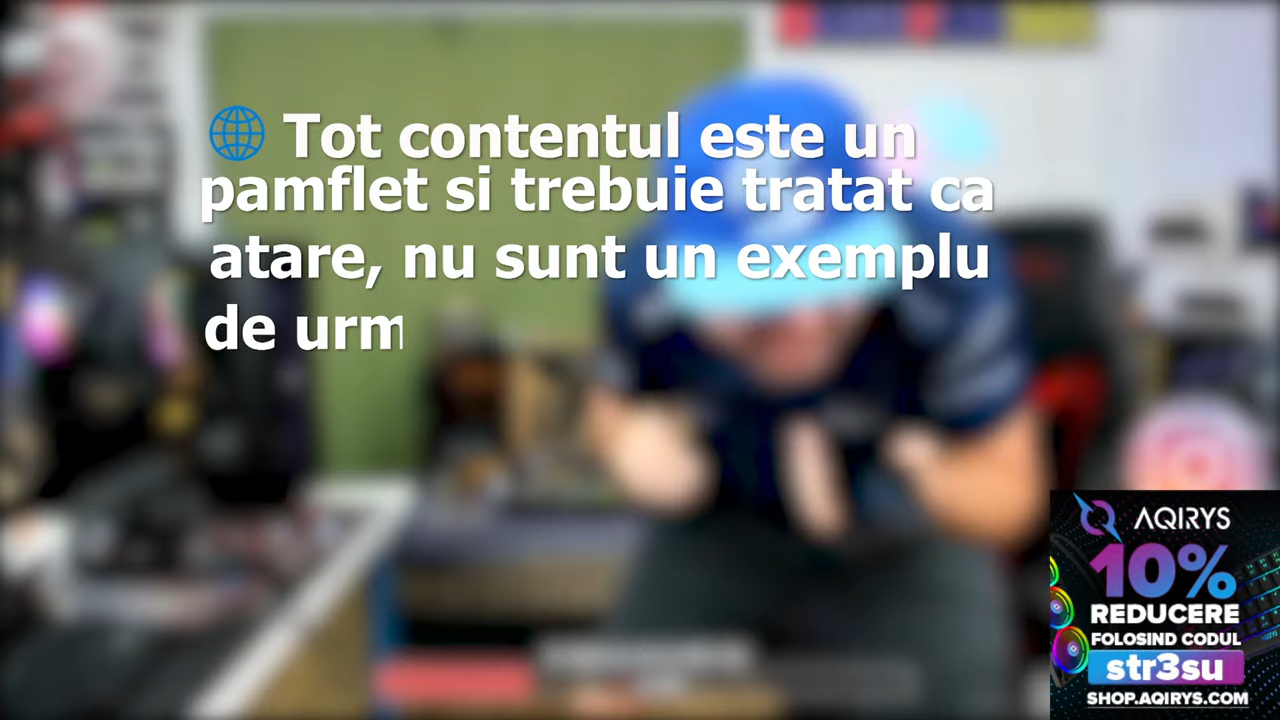 Tot contentul este un
pamflet si trebuie tratat ca
atare, nu sunt un exemplu
de urm
AQIRYS
10%
REDUCERE
FOLOSIND CODUL
str3su
SHOP.AQIRYS.COM